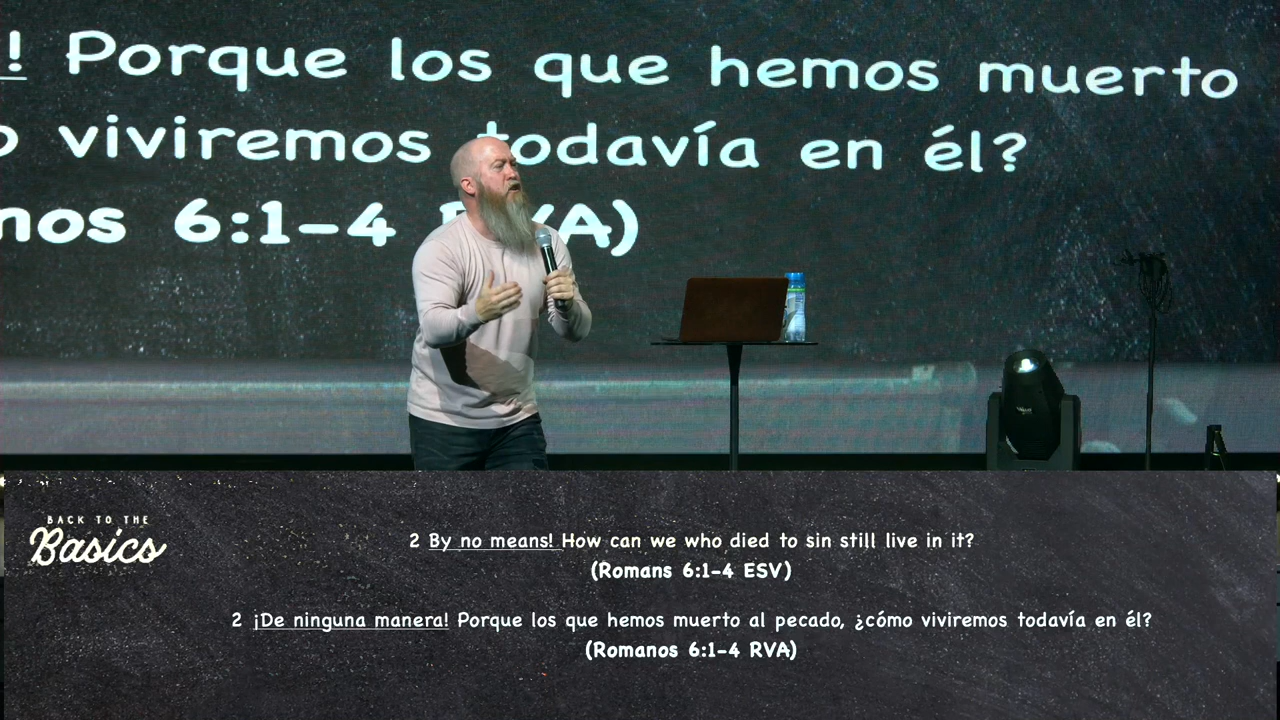 ! Porque los que hemos muerto
o viviremos todavía en él?
nos 6:1-4 RVA)
BACK TO THE
Basics
2 By no means! How can we who died to sin still live in it?
(Romans 6:1-4 ESV)
2 ¡De ninguna manera! Porque los que hemos muerto al pecado, ¿cómo viviremos todavía en él?
(Romanos 6:1-4 RVA)